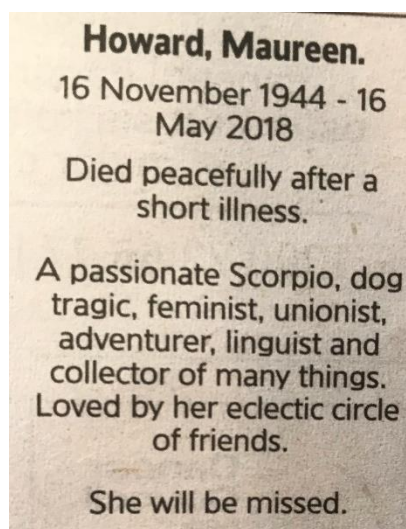 Howard, Maureen.
16 November 1944 - 16
May 2018
Died peacefully after a
short illness.
A passionate Scorpio, dog
tragic, feminist, unionist,
adventurer, linguist and
collector of many things.
Loved by her eclectic circle
of friends.
She will be missed.